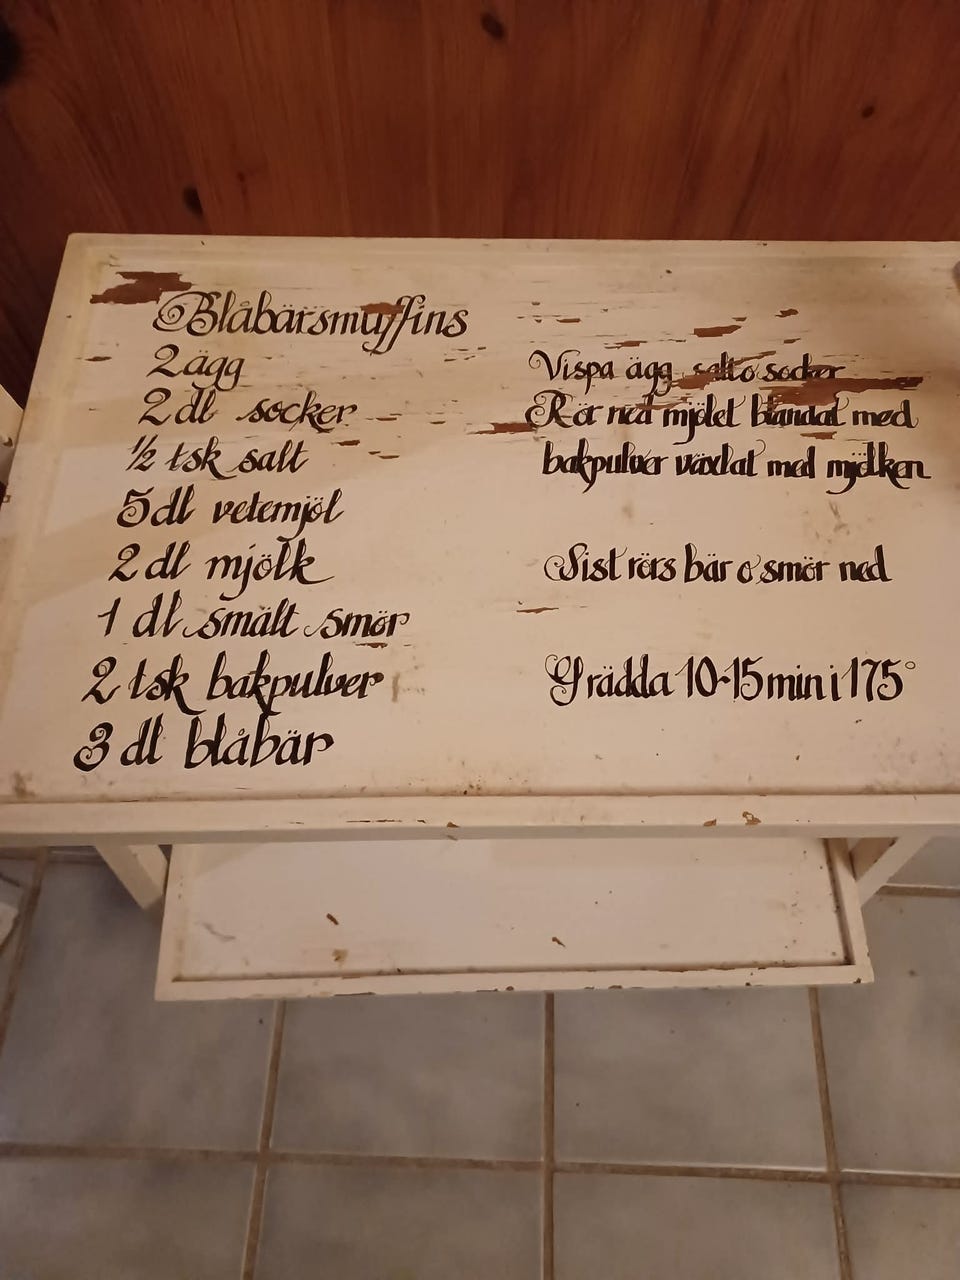 Blåbärsmuffins
2 ägg
2 dl socker
½ tsk salt
5 dl vetemjöl
2 dl mjölk
1 dl smält smör
2 tsk bakpulver
3 dl blåbär
Vispa ägg salt o socker
Rör ned mjölet blandat med
bakpulver växlat med mjölken
Sist rörs bär o smör ned
Grädda 10-15 min i 175°